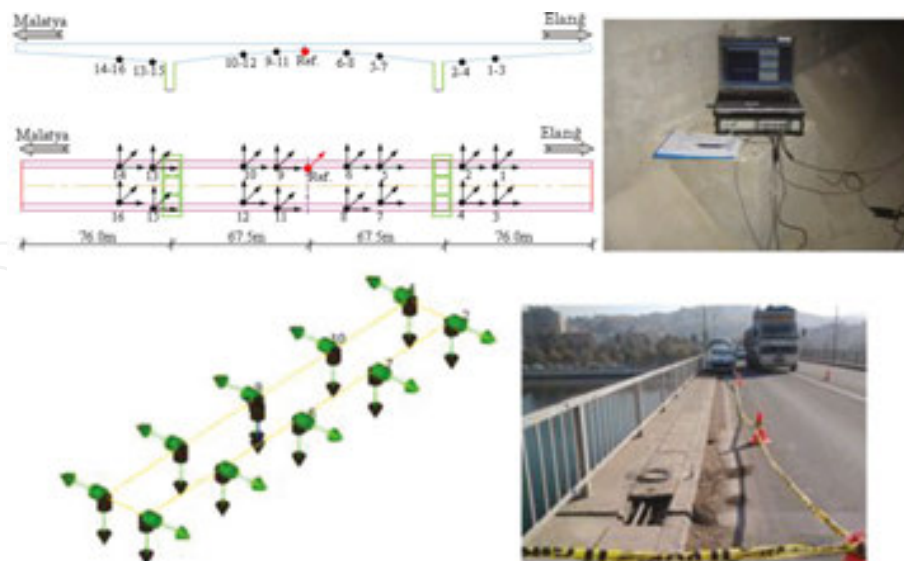 Malatya Elazığ
14-16 13-15 10-12 9-11 Ref. 6-8 5-7 2-4 1-3
Malatya Elazığ
14 13 10 9 Ref. 6 5 2 1
16 15 12 11 8 7 4 3
76.0m 67.5m 67.5m 76.0m
10